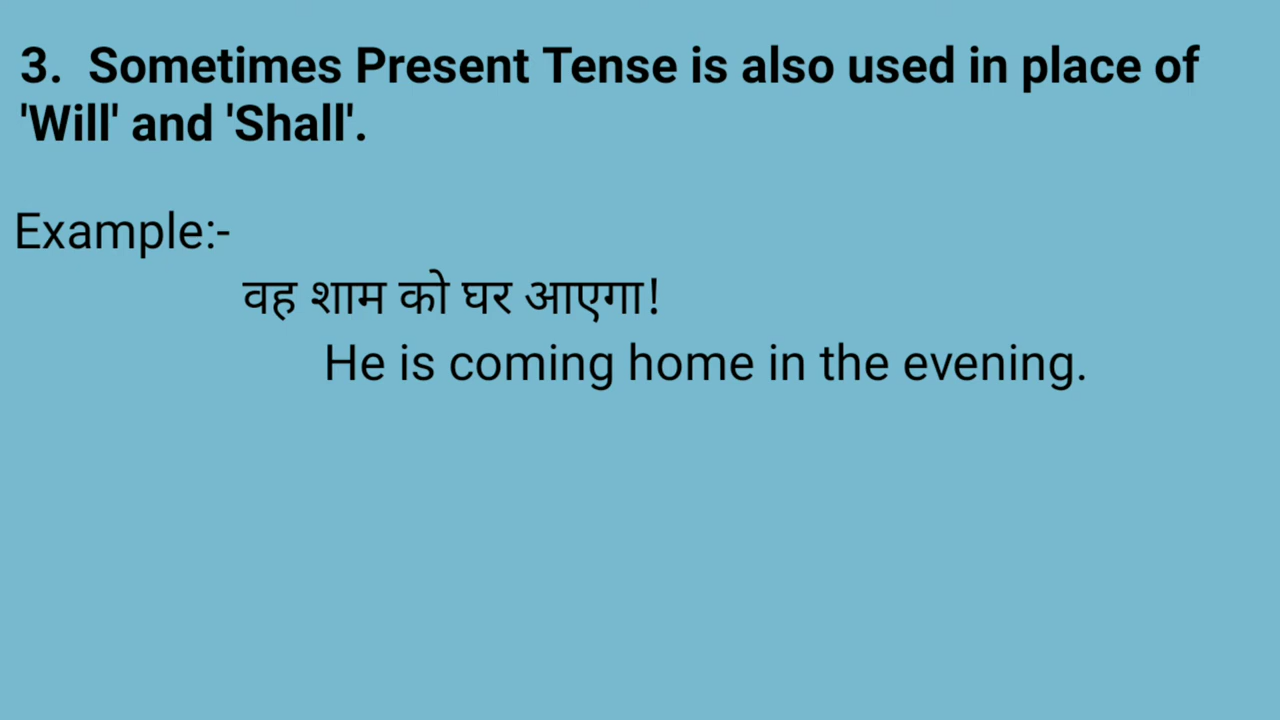 3. Sometimes Present Tense is also used in place of
'Will' and 'Shall'.
Example:-
वह शाम को घर आएगा!
He is coming home in the evening.